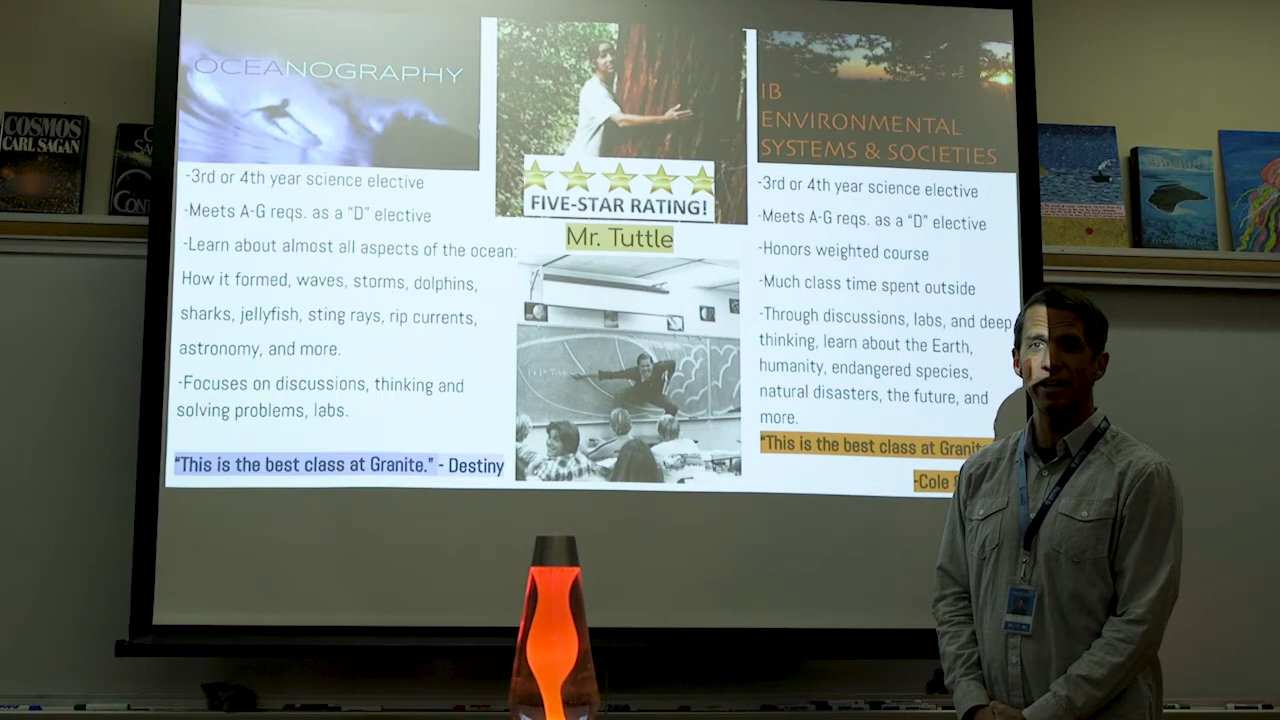 COSMOS
CARL SAGAN
OCEANOGRAPHY
-3rd or 4th year science elective
-Meets A-G reqs. as a "D" elective
-Learn about almost all aspects of the ocean:
How it formed, waves, storms, dolphins,
sharks, jellyfish, sting rays, rip currents,
astronomy, and more.
-Focuses on discussions, thinking and
solving problems, labs.
"This is the best class at Granite." - Destiny
FIVE-STAR RATING!
Mr. Tuttle
IB
ENVIRONMENTAL
SYSTEMS & SOCIETIES
-3rd or 4th year science elective
-Meets A-G reqs. as a "D" elective
-Honors weighted course
-Much class time spent outside
-Through discussions, labs, and deep
thinking, learn about the Earth,
humanity, endangered species,
natural disasters, the future, and
more.
"This is the best class at Granite
-Cole